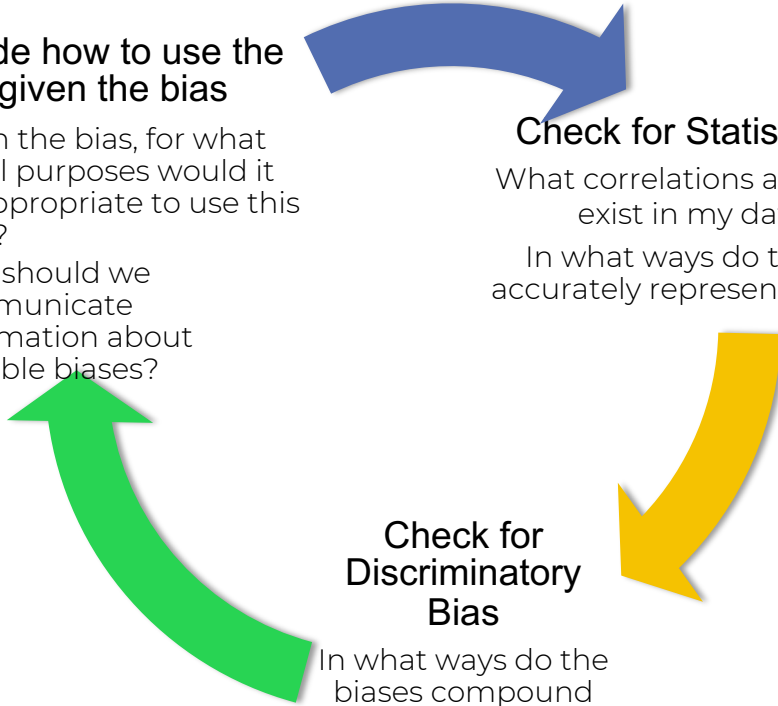 de how to use the
given the bias
n the bias, for what
l purposes would it
ppropriate to use this
?
should we
municate
mation about
ble biases?
Check for Statis
What correlations a
exist in my da
In what ways do t
accurately represen
Check for
Discriminatory
Bias
In what ways do the
biases compound